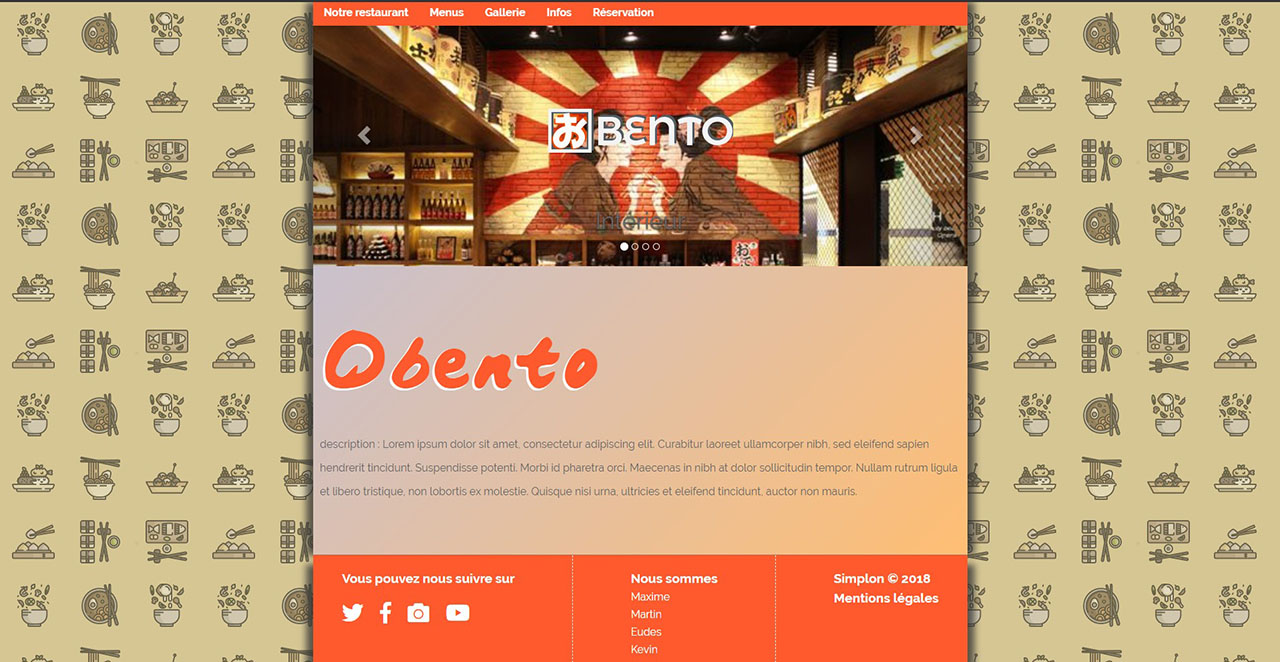 Notre restaurant Menus Gallerie Infos Réservation
お BENTO
Interieur
Obento
description : Lorem ipsum dolor sit amet, consectetur adipiscing elit. Curabitur laoreet ullamcorper nibh, sed eleifend sapien
hendrerit tincidunt. Suspendisse potenti. Morbi id pharetra orci. Maecenas in nibh at dolor sollicitudin tempor. Nullam rutrum ligula
et libero tristique, non lobortis ex molestie. Quisque nisi urna, ultricies et eleifend tincidunt, auctor non mauris.
Vous pouvez nous suivre sur
Nous sommes
Maxime
Martin
Eudes
Kevin
Simplon © 2018
Mentions légales